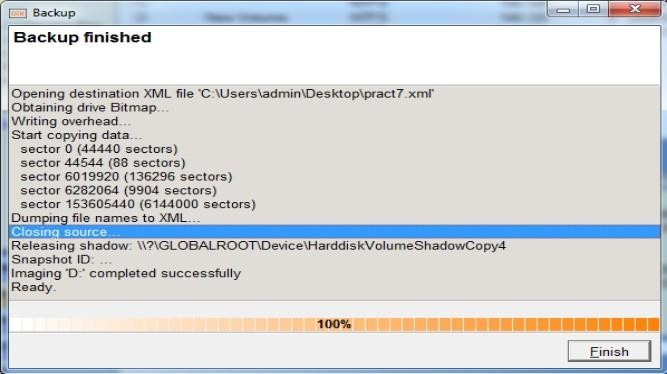 Backup
Backup finished
Opening destination XML file 'C:\Users\admin\Desktop\pract7.xml'
Obtaining drive Bitmap...
Writing overhead...
Start copying data...
sector 0 (44440 sectors)
sector 44544 (88 sectors)
sector 6019920 (136296 sectors)
sector 6282064 (9904 sectors)
sector 153605440 (6144000 sectors)
Dumping file names to XML...
Closing source...
Releasing shadow: \\?\GLOBALROOT\Device\HarddiskVolumeShadowCopy4
Snapshot ID: ...
Imaging 'D:' completed successfully
Ready.
100%
Finish